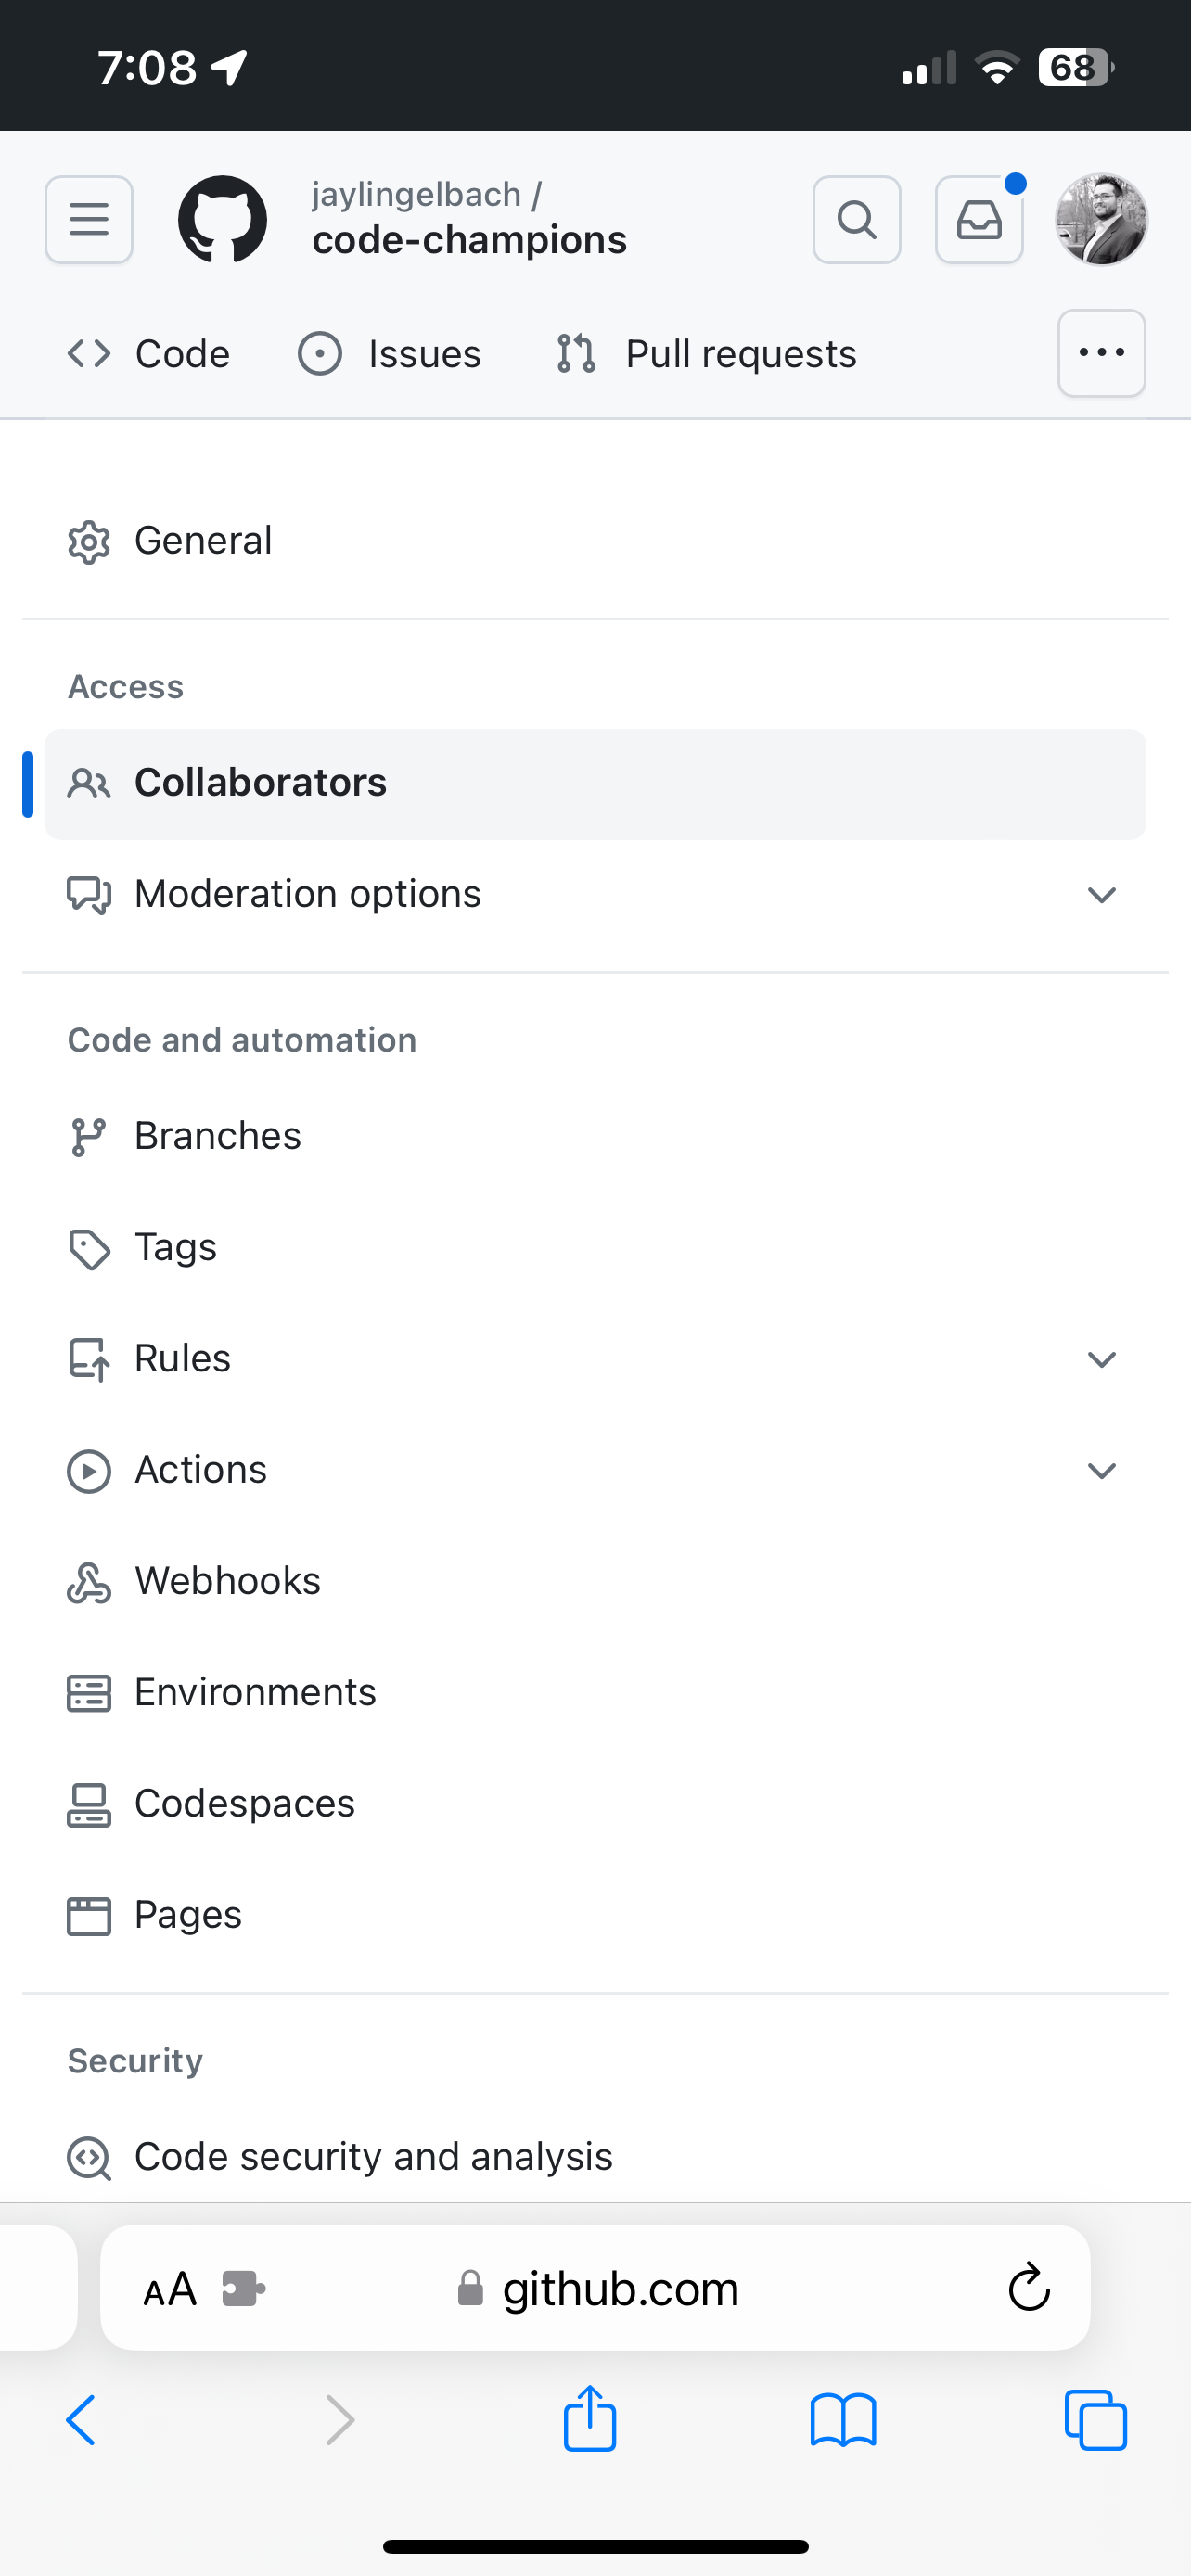 7:08
68
jaylingelbach /
code-champions
Code
Issues
Pull requests
General
Access
Collaborators
Moderation options
Code and automation
Branches
Tags
Rules
Actions
Webhooks
Environments
Codespaces
Pages
Security
Code security and analysis
AA
github.com